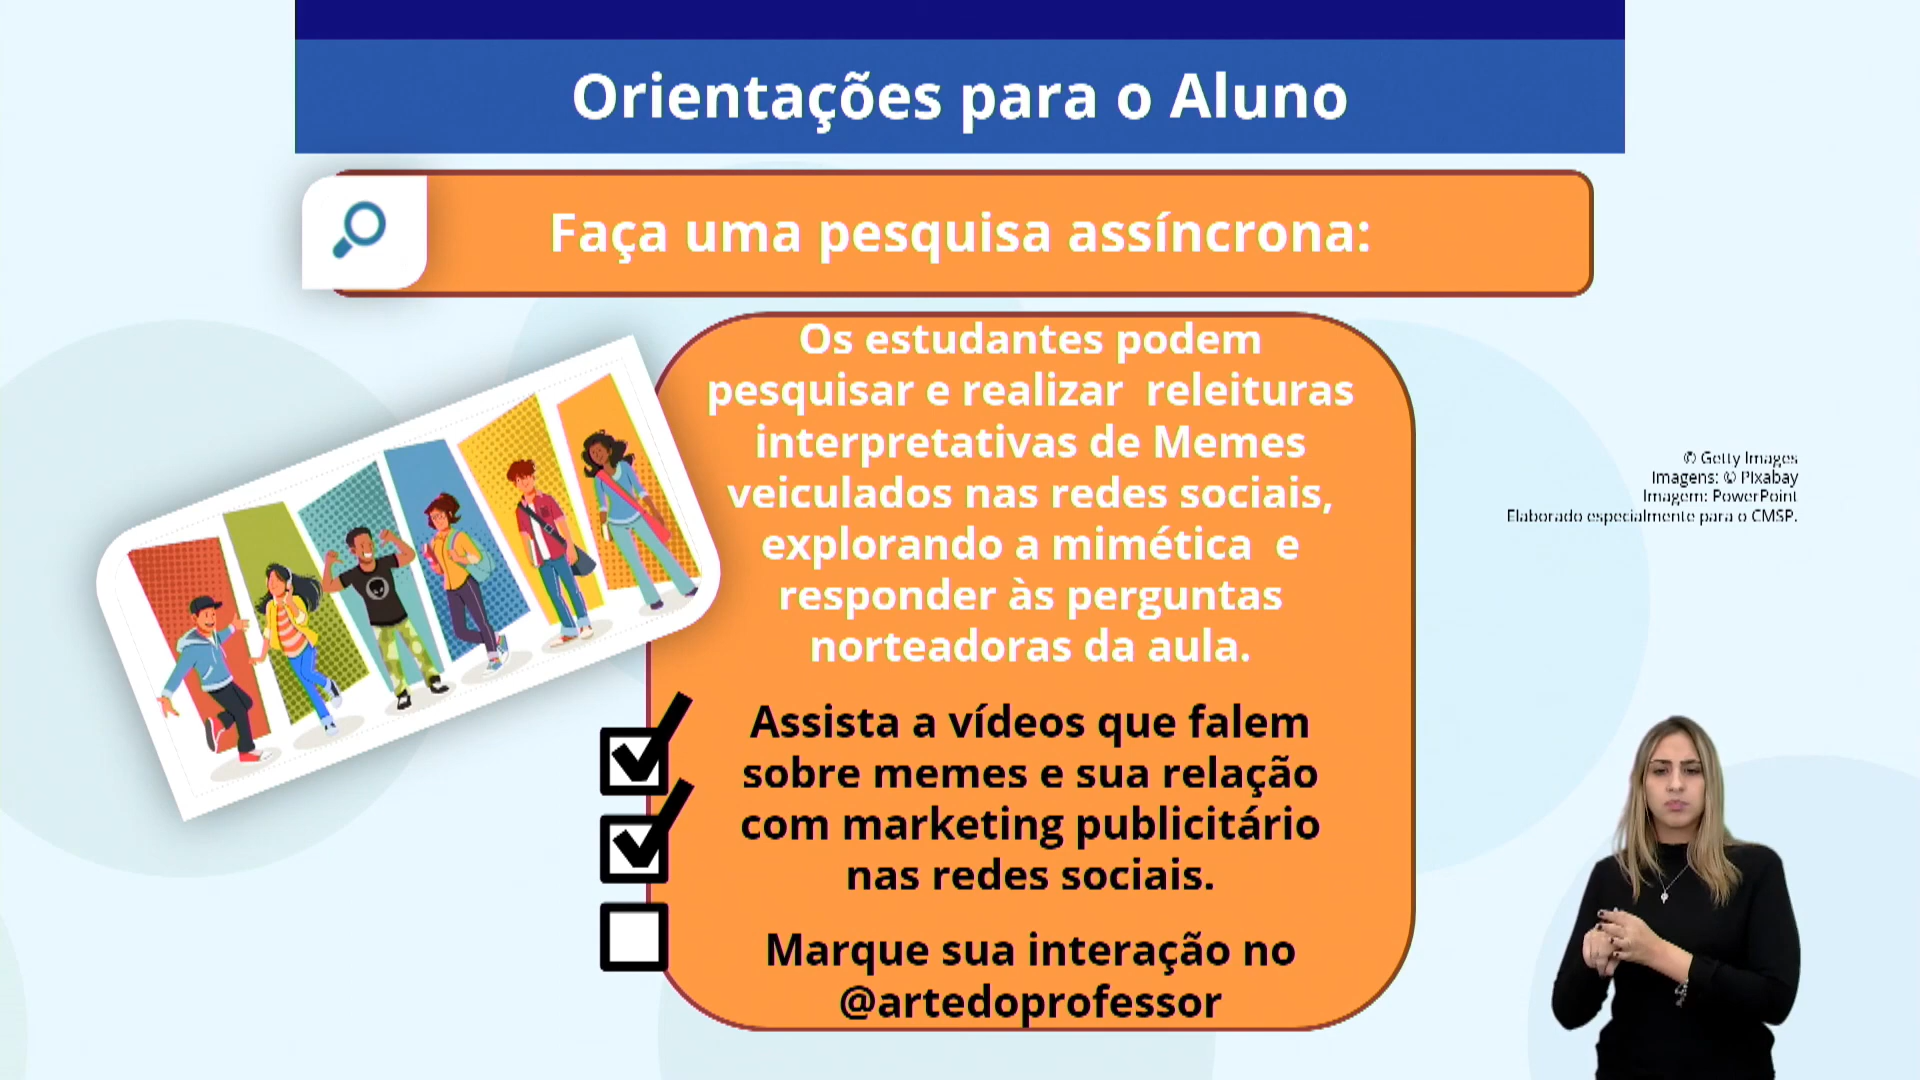 Orientações para o Aluno
Faça uma pesquisa assíncrona:
Os estudantes podem
pesquisar e realizar releituras
interpretativas de Memes
veiculados nas redes sociais,
explorando a mimética e
responder às perguntas
norteadoras da aula.
Assista a vídeos que falem
sobre memes e sua relação
com marketing publicitário
nas redes sociais.
Marque sua interação no
@artedoprofessor
© Getty Images
Imagens: © Pixabay
Imagem: PowerPoint
Elaborado especialmente para o CMSP.